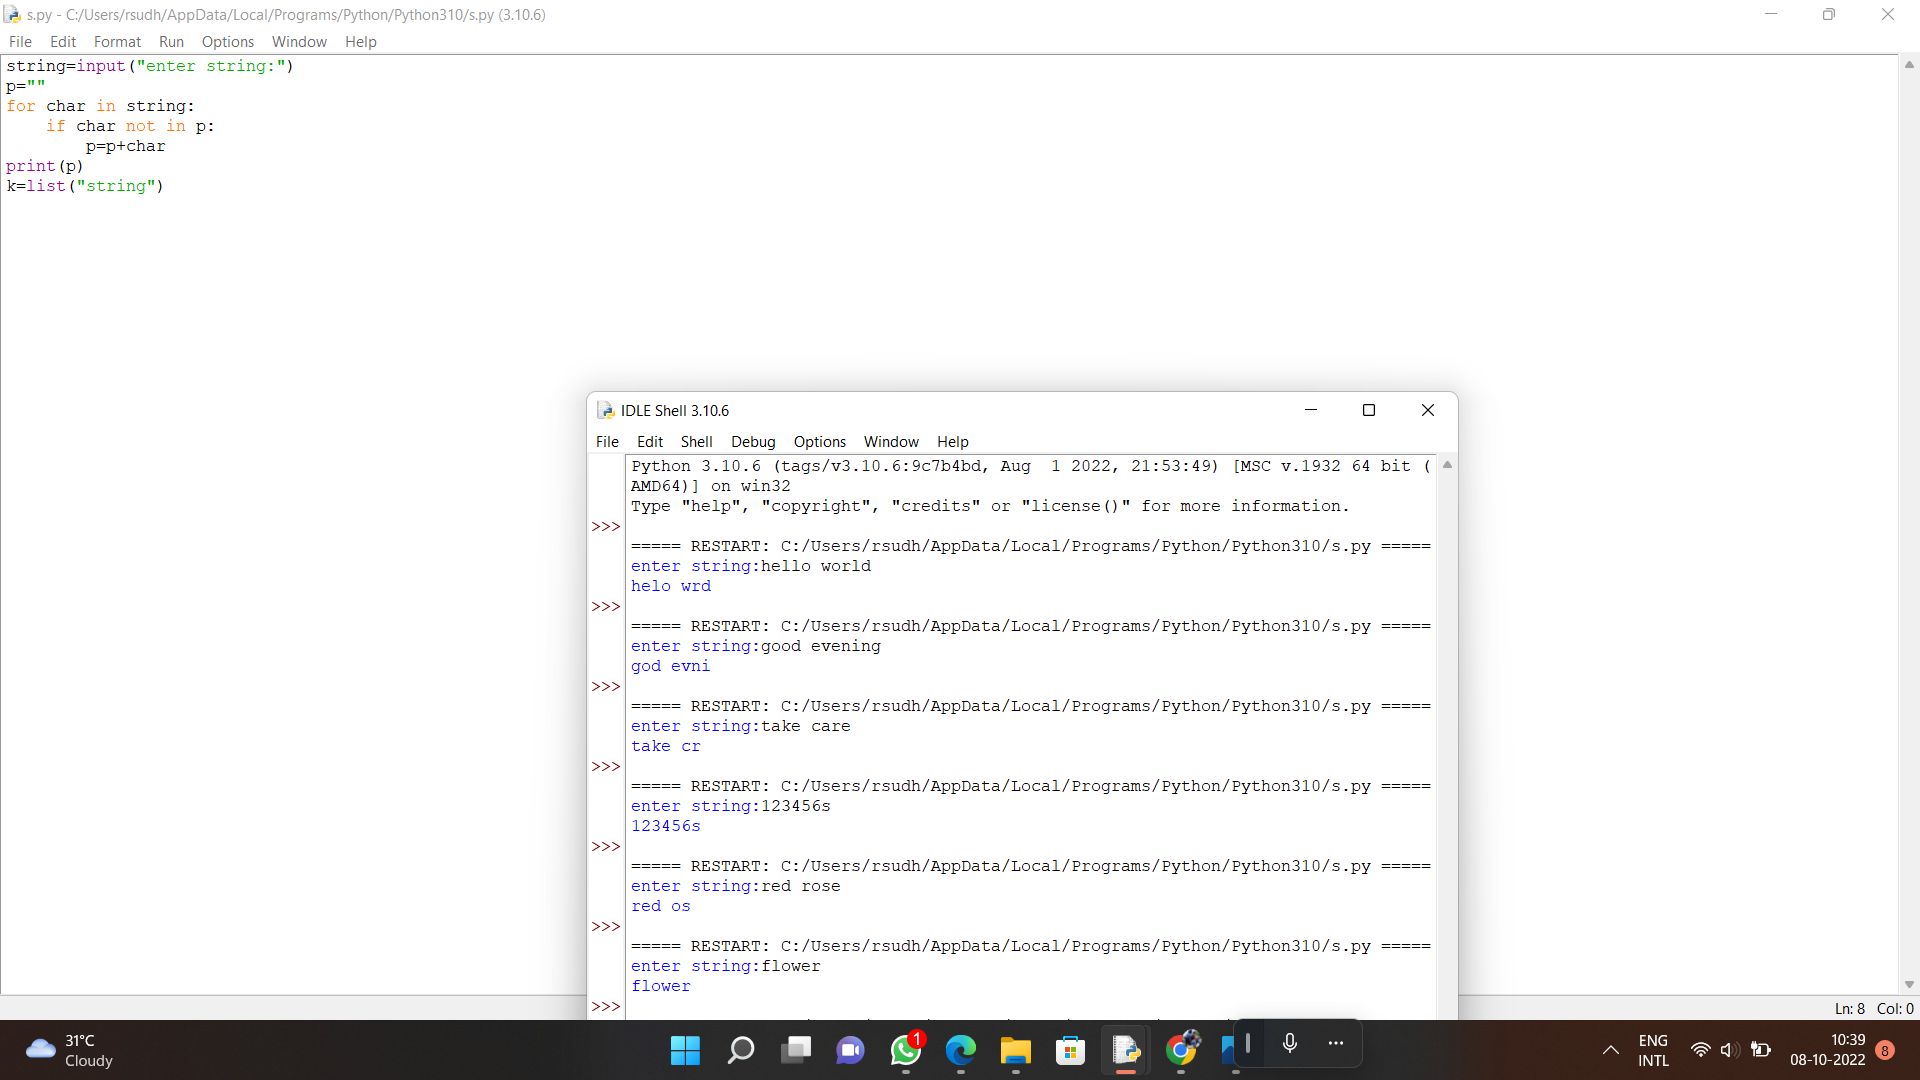 s.py - C:/Users/rsudh/AppData/Local/Programs/Python/Python310/s.py (3.10.6)
File Edit Format Run Options Window Help
string=input("enter string:")
p=""
for char in string:
    if char not in p:
        p=p+char
print(p)
k=list("string")
IDLE Shell 3.10.6
File Edit Shell Debug Options Window Help
Python 3.10.6 (tags/v3.10.6:9c7b4bd, Aug  1 2022, 21:53:49) [MSC v.1932 64 bit (
AMD64)] on win32
Type "help", "copyright", "credits" or "license()" for more information.
>>>
===== RESTART: C:/Users/rsudh/AppData/Local/Programs/Python/Python310/s.py =====
enter string:hello world
helo wrd
>>>
===== RESTART: C:/Users/rsudh/AppData/Local/Programs/Python/Python310/s.py =====
enter string:good evening
god evni
>>>
===== RESTART: C:/Users/rsudh/AppData/Local/Programs/Python/Python310/s.py =====
enter string:take care
take cr
>>>
===== RESTART: C:/Users/rsudh/AppData/Local/Programs/Python/Python310/s.py =====
enter string:123456s
123456s
>>>
===== RESTART: C:/Users/rsudh/AppData/Local/Programs/Python/Python310/s.py =====
enter string:red rose
red os
>>>
===== RESTART: C:/Users/rsudh/AppData/Local/Programs/Python/Python310/s.py =====
enter string:flower
flower
>>>
Ln: 8 Col: 0
31°C
Cloudy
1
ENG
INTL
10:39
08-10-2022
8